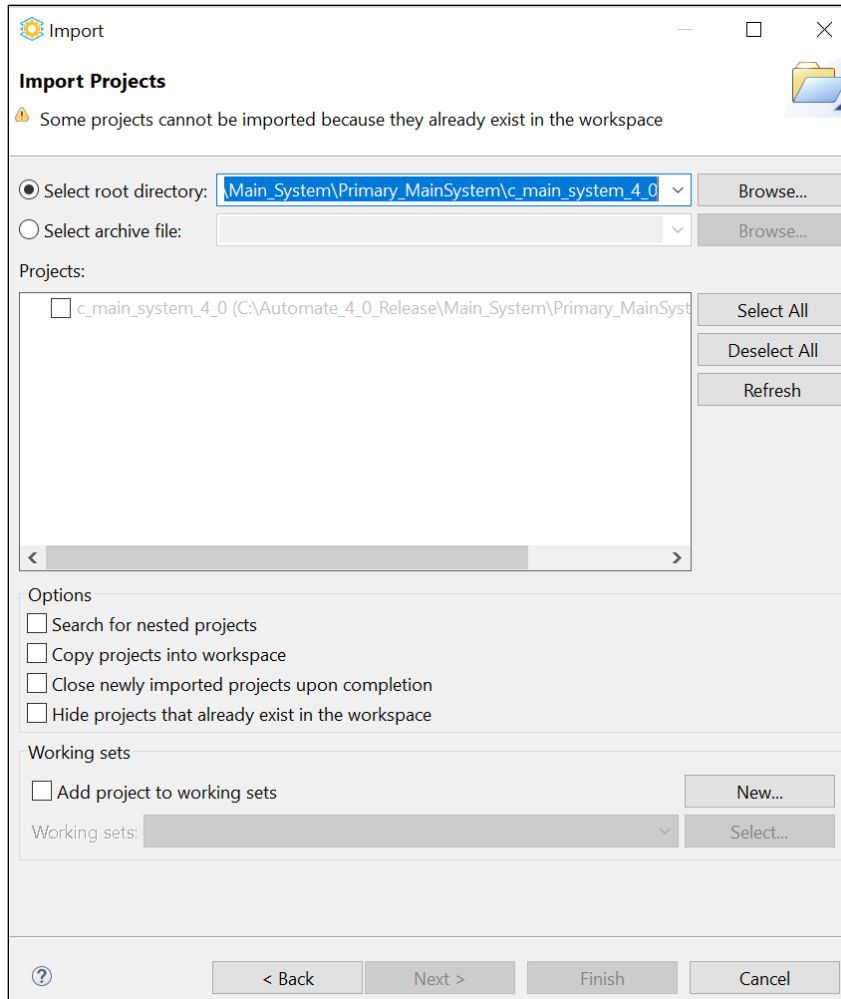 Import
Import Projects
Some projects cannot be imported because they already exist in the workspace
Select root directory: \Main_System\Primary_MainSystem\c_main_system_4_0 Browse...
Select archive file: Browse...
Projects:
c_main_system_4_0 (C:\Automate_4_0_Release\Main_System\Primary_MainSyst
Select All
Deselect All
Refresh
Options
Search for nested projects
Copy projects into workspace
Close newly imported projects upon completion
Hide projects that already exist in the workspace
Working sets
Add project to working sets New...
Working sets: Select...
? < Back Next > Finish Cancel